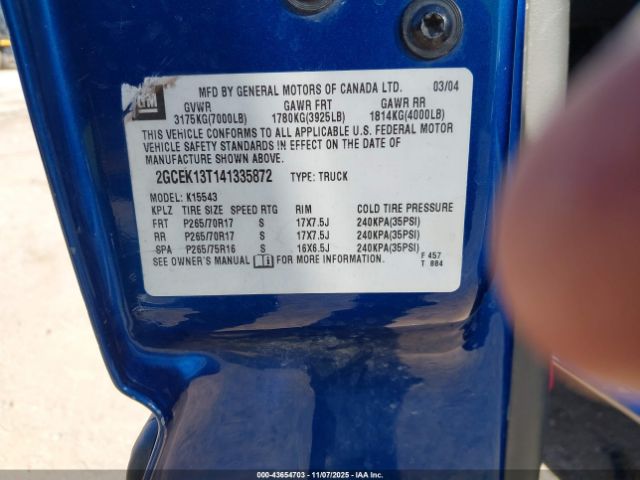 GM
MFD BY GENERAL MOTORS OF CANADA LTD. 03/04
GVWR GAWR FRT GAWR RR
3175KG(7000LB) 1780KG(3925LB) 1814KG(4000LB)
THIS VEHICLE CONFORMS TO ALL APPLICABLE U.S. FEDERAL MOTOR
VEHICLE SAFETY STANDARDS IN EFFECT ON THE DATE OF
MANUFACTURE SHOWN ABOVE.
2GCEK13T141335872 TYPE: TRUCK
MODEL: K15543
KPLZ TIRE SIZE SPEED RTG RIM COLD TIRE PRESSURE
FRT P265/70R17 S 17X7.5J 240KPA(35PSI)
RR P265/70R17 S 17X7.5J 240KPA(35PSI)
SPA P265/75R16 S 16X6.5J 240KPA(35PSI)
SEE OWNER'S MANUAL FOR MORE INFORMATION.
F 457
T 884
000-43654703 - 11/07/2025 - IAA Inc.